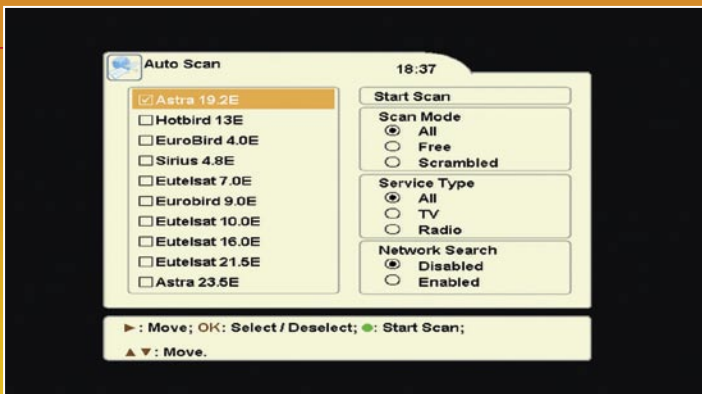 Auto Scan
18:37
Astra 19.2E
Hotbird 13E
EuroBird 4.0E
Sirius 4.8E
Eutelsat 7.0E
Eurobird 9.0E
Eutelsat 10.0E
Eutelsat 16.0E
Eutelsat 21.5E
Astra 23.5E
Start Scan
Scan Mode
All
Free
Scrambled
Service Type
All
TV
Radio
Network Search
Disabled
Enabled
►: Move; OK: Select / Deselect; ●: Start Scan;
▲ ▼: Move.